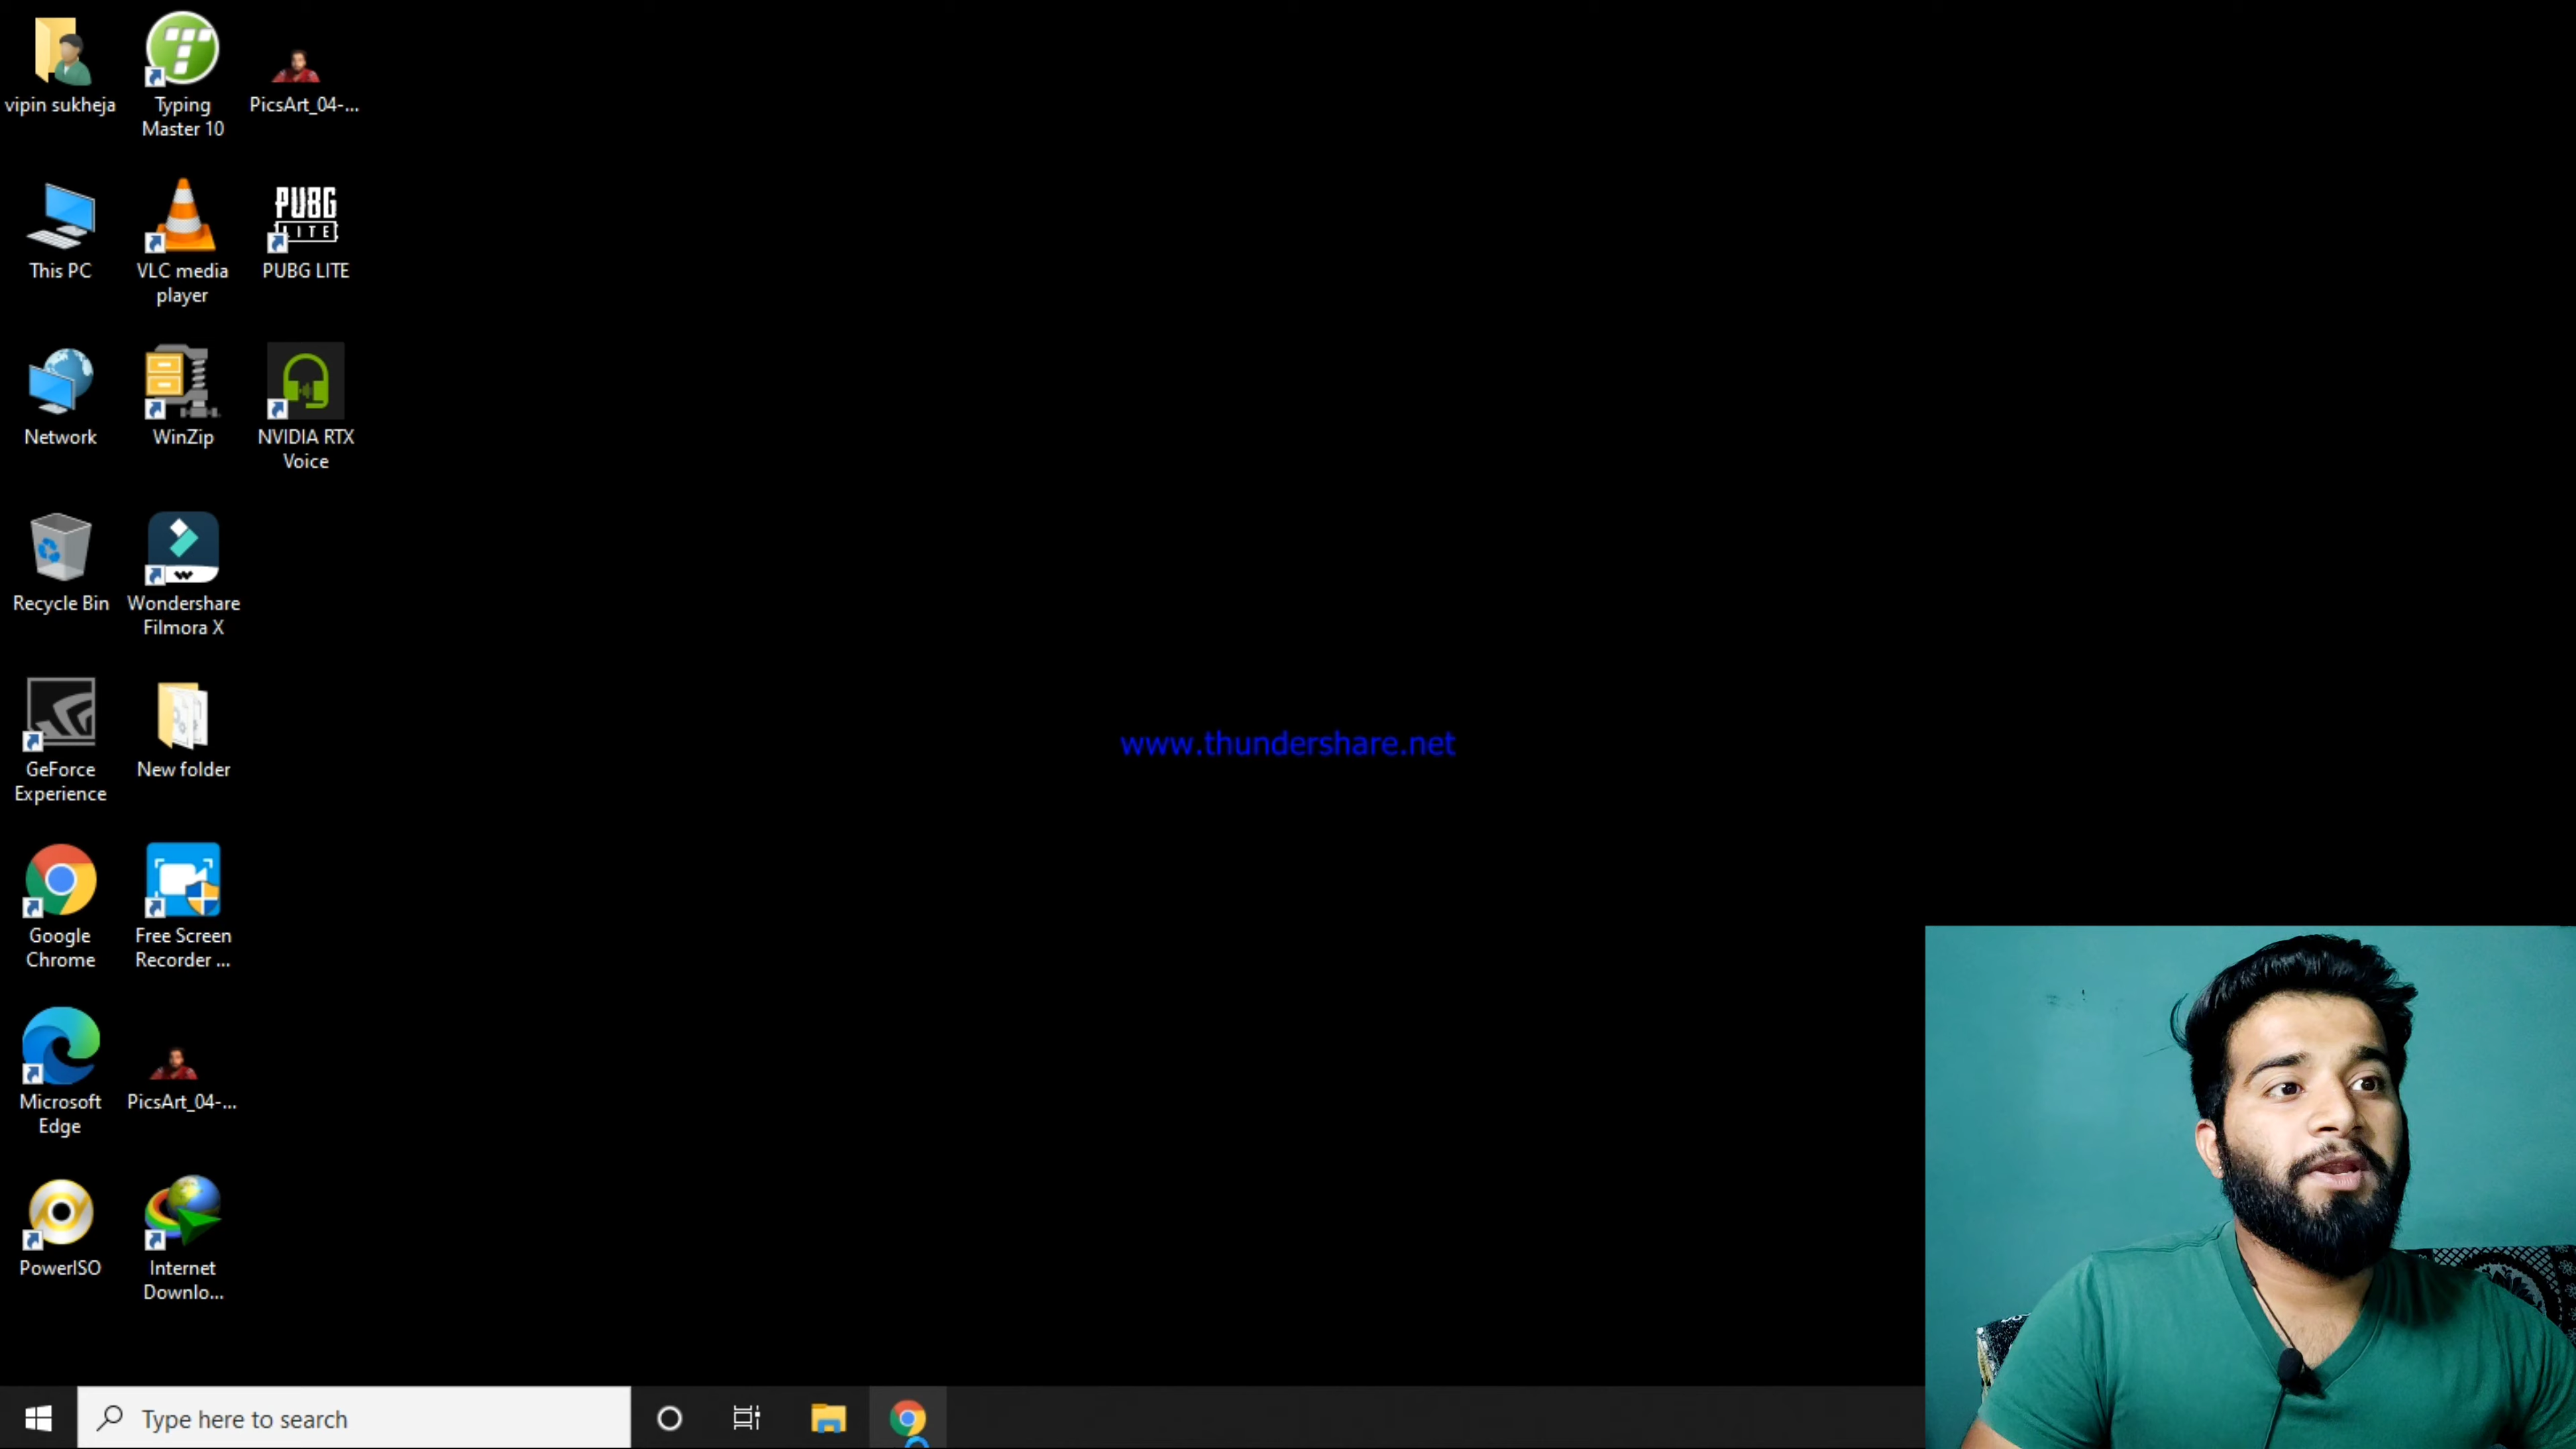 vipin sukheja
Typing
Master 10
PicsArt_04-...
This PC
VLC media
player
PUBG
LITE
PUBG LITE
Network
WinZip
NVIDIA RTX
Voice
Recycle Bin
Wondershare
Filmora X
GeForce
Experience
New folder
www.thundershare.net
Google
Chrome
Free Screen
Recorder ...
Microsoft
Edge
PicsArt_04-...
PowerISO
Internet
Downlo...
Type here to search